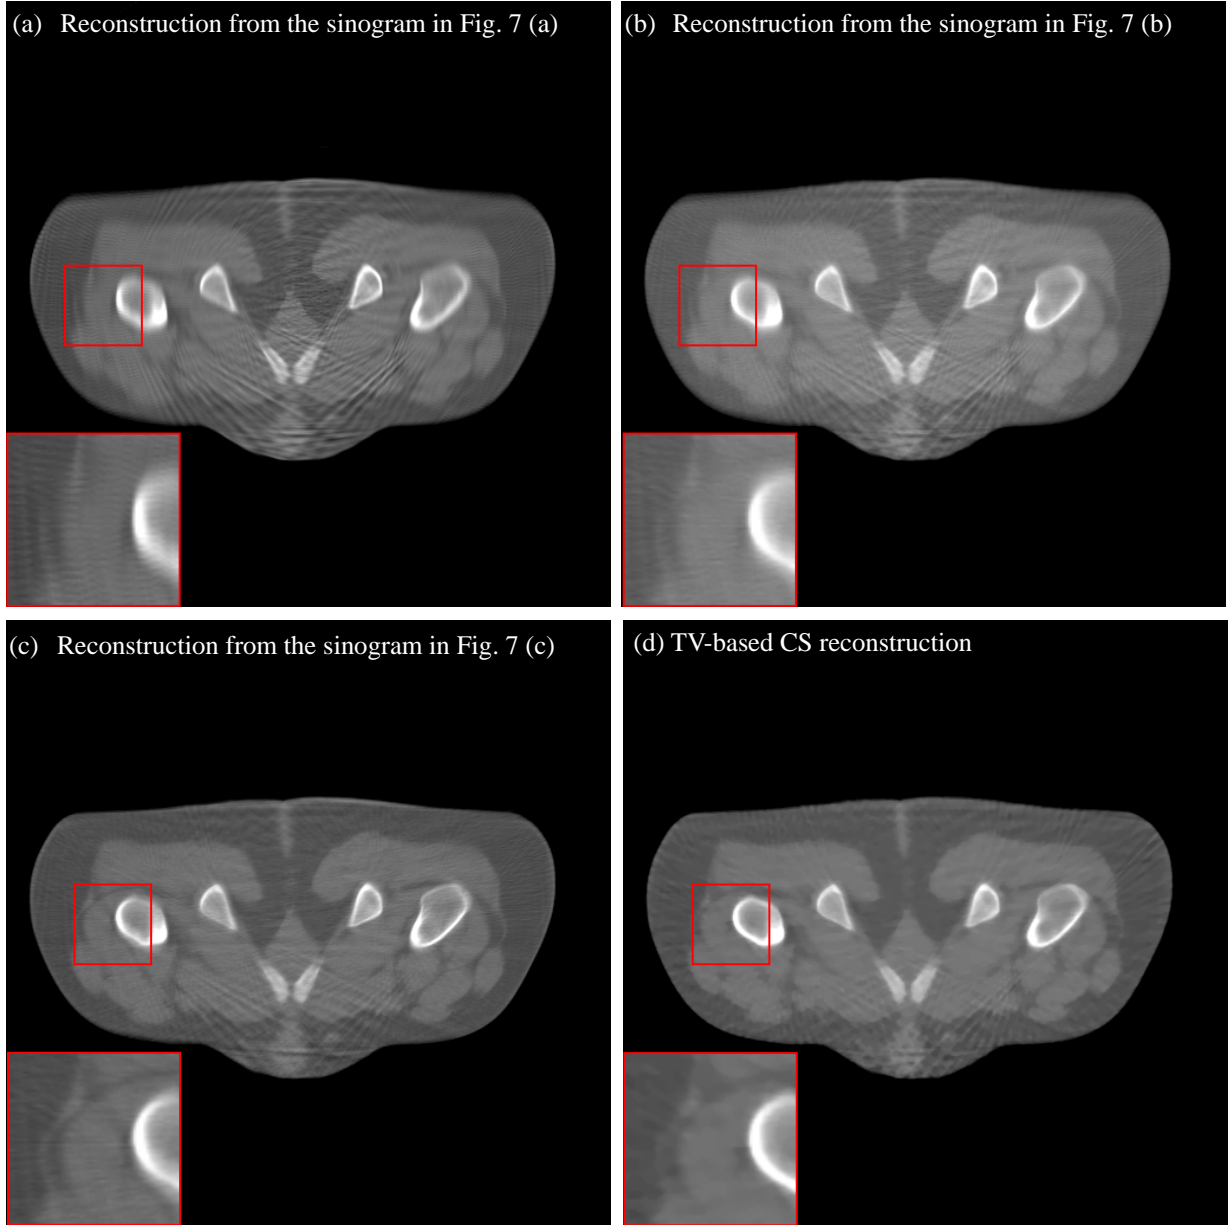 (a) Reconstruction from the sinogram in Fig. 7 (a)
(b) Reconstruction from the sinogram in Fig. 7 (b)
(c) Reconstruction from the sinogram in Fig. 7 (c)
(d) TV-based CS reconstruction